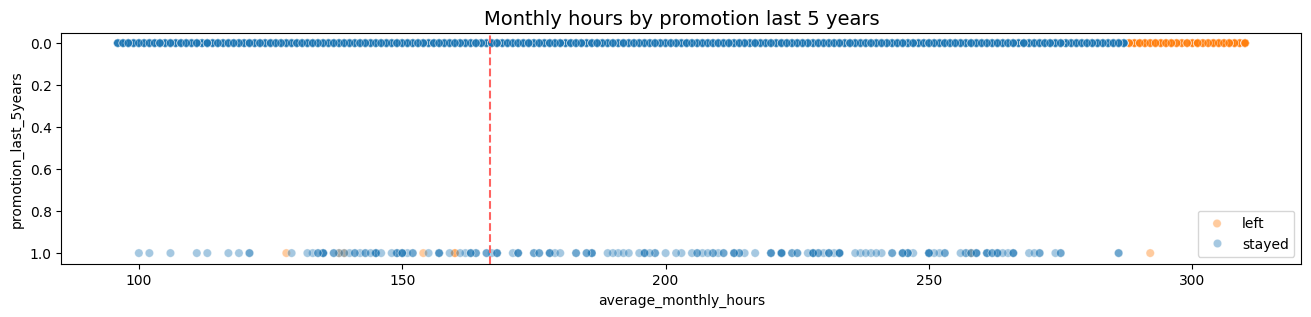 Monthly hours by promotion last 5 years
promotion_last_5years
0.0
0.2
0.4
0.6
0.8
1.0
left
stayed
100
150
200
250
300
average_monthly_hours